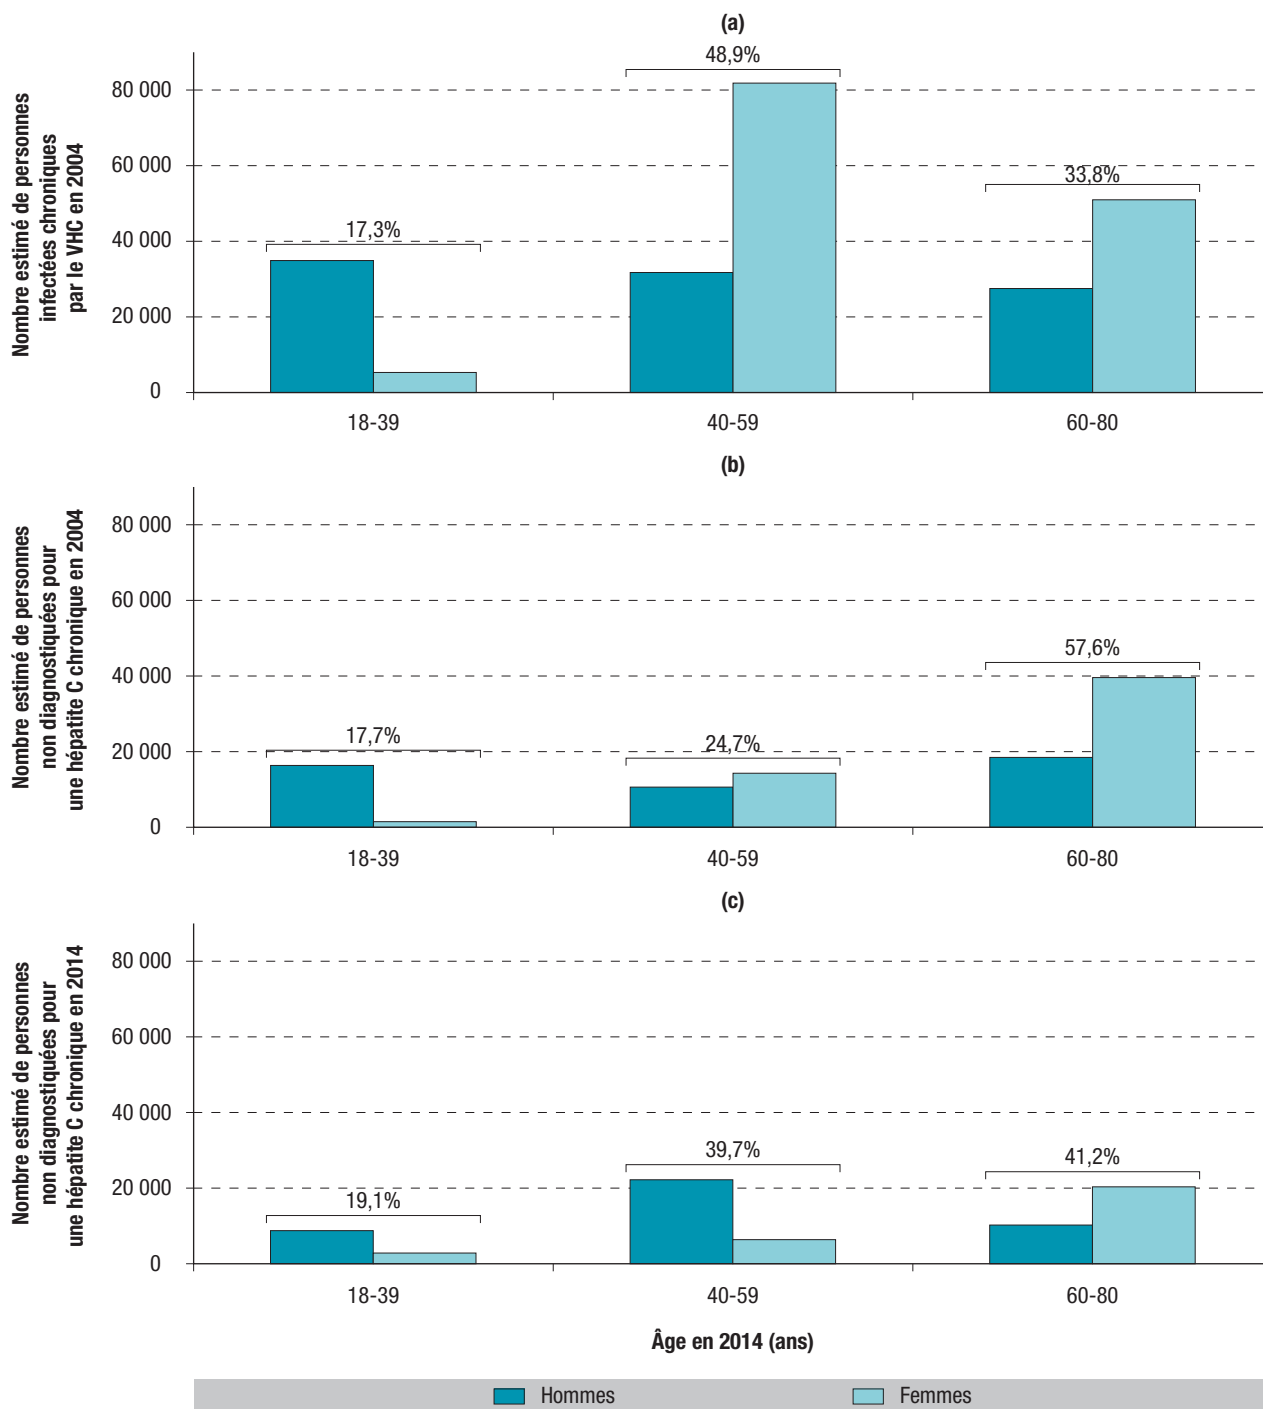 (a)
Nombre estimé de personnes
infectées chroniques
par le VHC en 2004
48,9%
80 000
60 000
33,8%
17,3%
40 000
20 000
0
18-39
40-59
60-80
(b)
Nombre estimé de personnes
non diagnostiquées pour
une hépatite C chronique en 2004
80 000
60 000
57,6%
40 000
17,7%
24,7%
20 000
0
18-39
40-59
60-80
(c)
Nombre estimé de personnes
non diagnostiquées pour
une hépatite C chronique en 2014
80 000
60 000
40 000
39,7%
41,2%
19,1%
20 000
0
18-39
40-59
60-80
Âge en 2014 (ans)
Hommes
Femmes